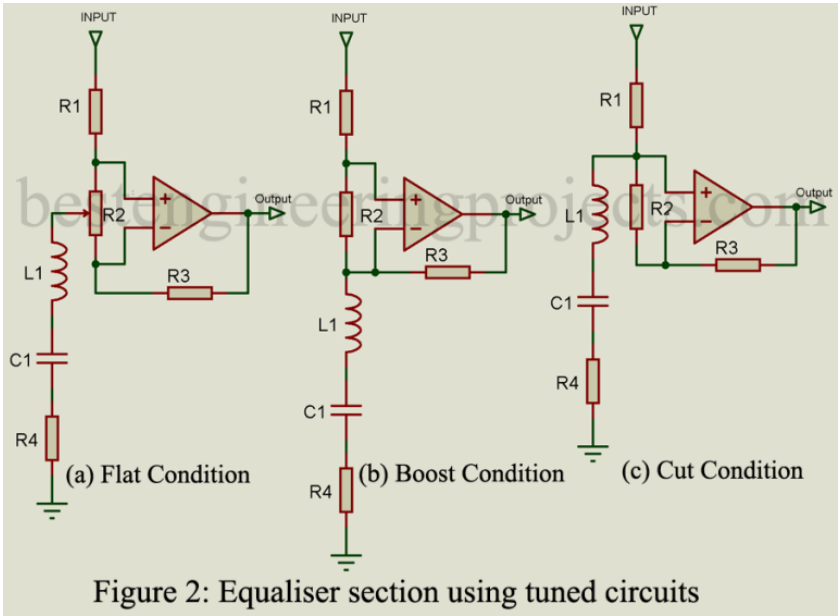 INPUT
R1
R2
Output
R3
L1
C1
R4
(a) Flat Condition
INPUT
R1
R2
Output
R3
L1
C1
R4
(b) Boost Condition
INPUT
R1
L1
R2
Output
R3
C1
R4
(c) Cut Condition
bestengineeringprojects.com
Figure 2: Equaliser section using tuned circuits